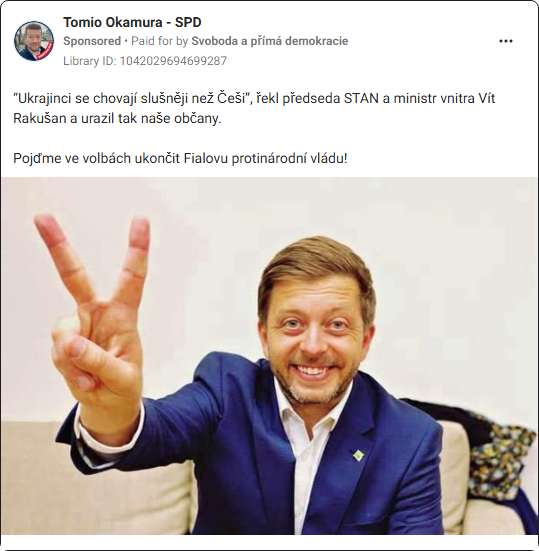 Tomio Okamura - SPD
Sponsored • Paid for by Svoboda a přímá demokracie
Library ID: 1042029694699287
“Ukrajinci se chovají slušněji než Češi”, řekl předseda STAN a ministr vnitra Vít
Rakušan a urazil tak naše občany.
Pojďme ve volbách ukončit Fialovu protinárodní vládu!